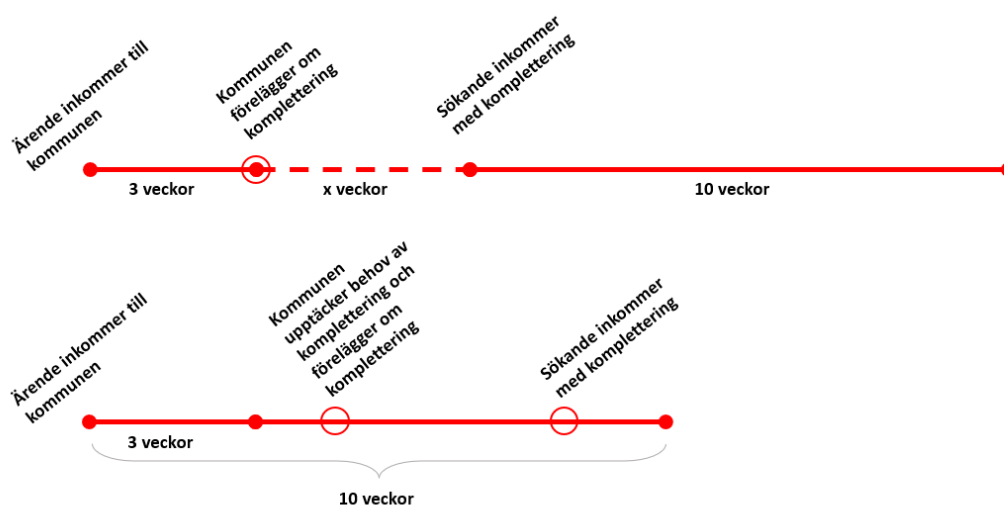 Ärende inkommer till
kommunen
Kommunen
förelägger om
komplettering
Sökande inkommer
med komplettering
3 veckor
x veckor
10 veckor
Ärende inkommer till
kommunen
Kommunen
upptäcker behov av
komplettering och
förelägger om
komplettering
Sökande inkommer
med komplettering
3 veckor
10 veckor